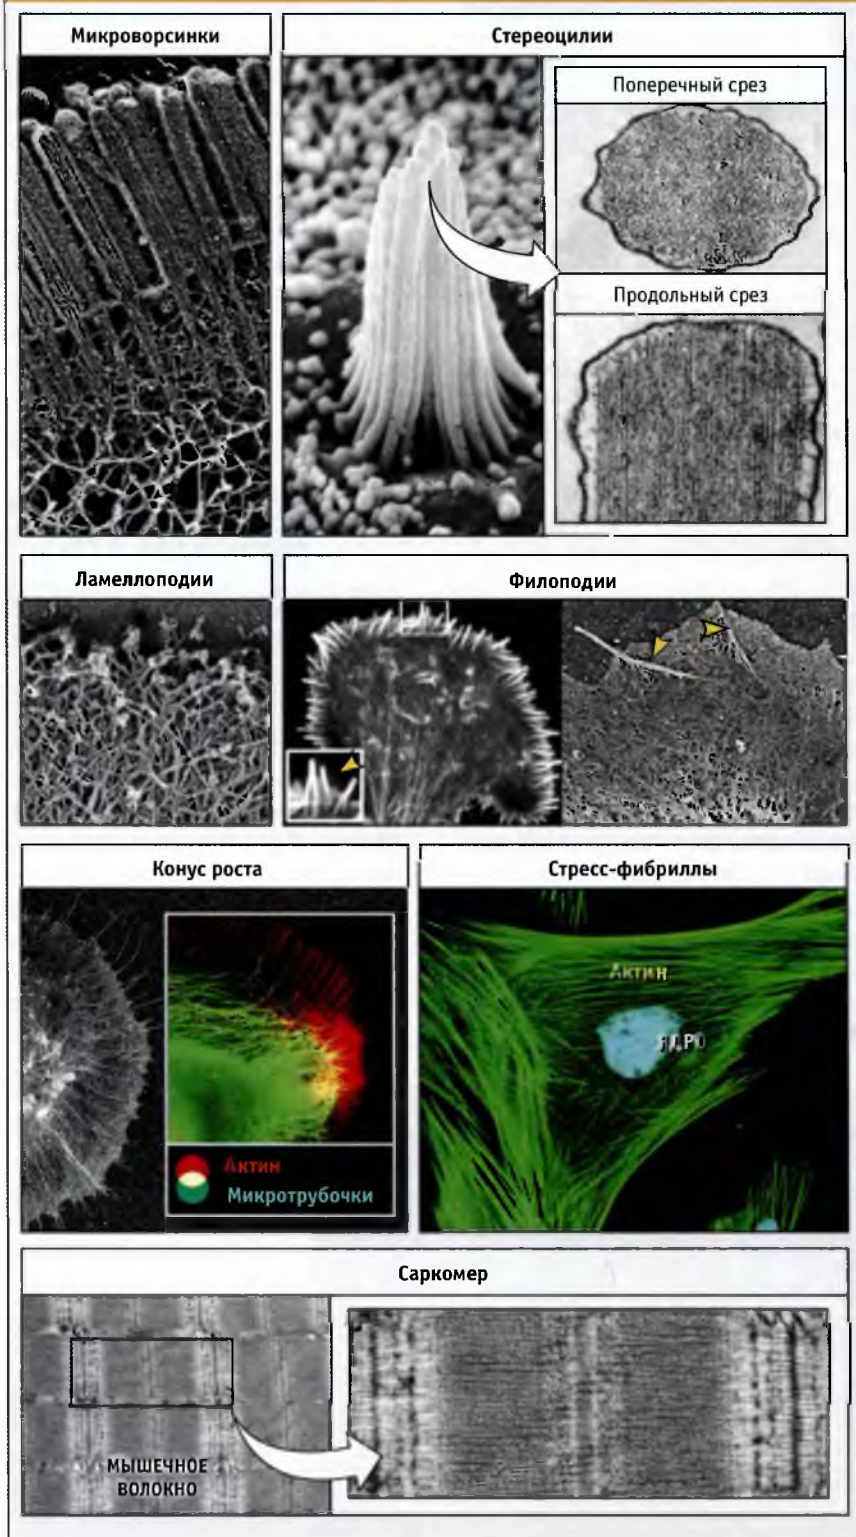 Микроворсинки
Стереоцилии
Поперечный срез
Продольный срез
Ламеллоподии
Филоподии
Конус роста
Стресс-фибриллы
Актин
ЯДРО
Актин
Микротрубочки
Саркомер
МЫШЕЧНОЕ
ВОЛОКНО